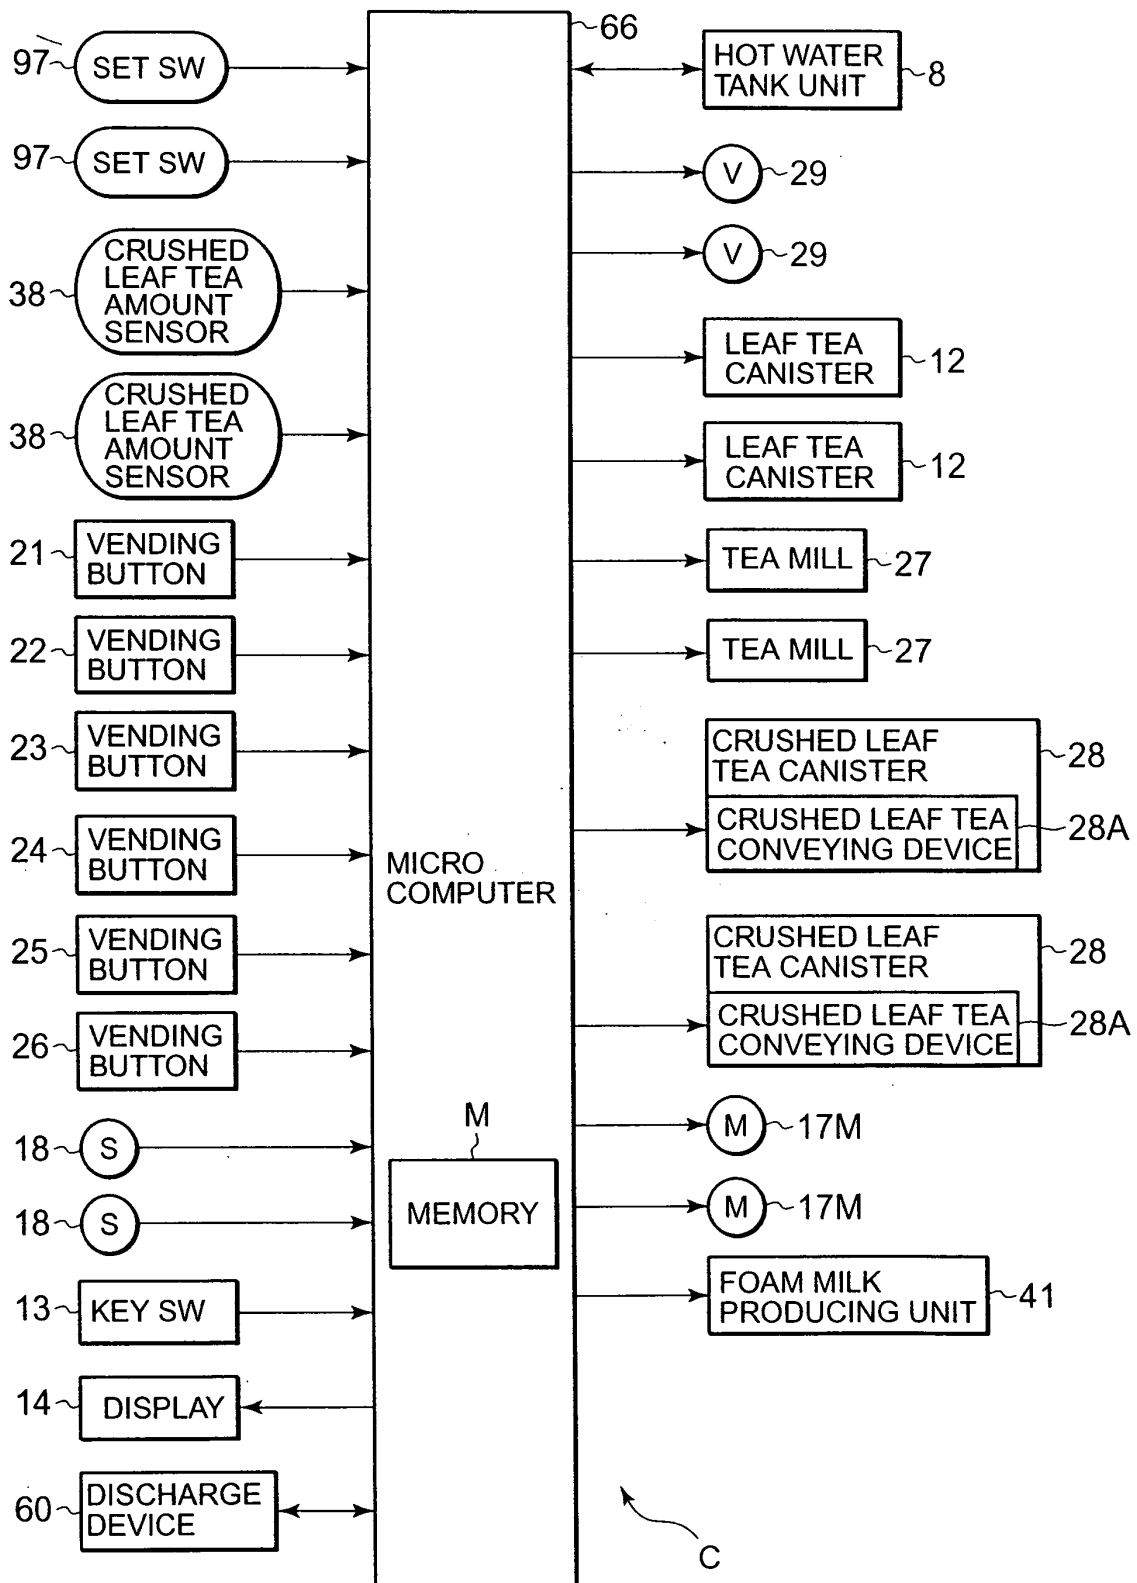 97 SET SW
97 SET SW
38 CRUSHED
LEAF TEA
AMOUNT
SENSOR
38 CRUSHED
LEAF TEA
AMOUNT
SENSOR
21 VENDING
BUTTON
22 VENDING
BUTTON
23 VENDING
BUTTON
24 VENDING
BUTTON
25 VENDING
BUTTON
26 VENDING
BUTTON
18 S
18 S
13 KEY SW
14 DISPLAY
60 DISCHARGE
DEVICE
66
MICRO
COMPUTER
M
MEMORY
HOT WATER
TANK UNIT 8
V 29
V 29
LEAF TEA
CANISTER 12
LEAF TEA
CANISTER 12
TEA MILL 27
TEA MILL 27
CRUSHED LEAF
TEA CANISTER 28
CRUSHED LEAF TEA
CONVEYING DEVICE 28A
CRUSHED LEAF
TEA CANISTER 28
CRUSHED LEAF TEA
CONVEYING DEVICE 28A
M 17M
M 17M
FOAM MILK
PRODUCING UNIT 41
C